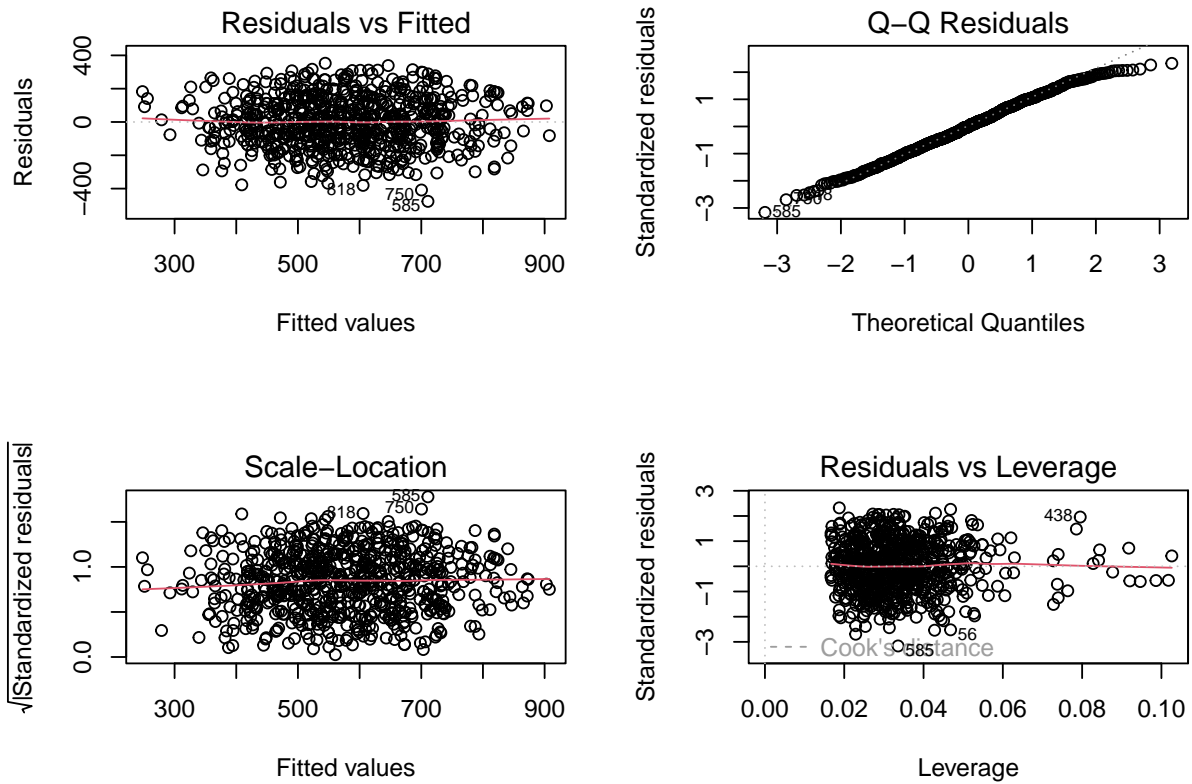 Residuals vs Fitted
Residuals
400
0
−400
300 500 700 900
Fitted values
818
750
585
Q−Q Residuals
Standardized residuals
1
−1
−3
−3 −2 −1 0 1 2 3
Theoretical Quantiles
585
Scale−Location
√|Standardized residuals|
1.0
0.0
300 500 700 900
Fitted values
585
750
818
Residuals vs Leverage
Standardized residuals
3
1
−1
−3
0.00 0.02 0.04 0.06 0.08 0.10
Leverage
438
56
585
Cook's distance